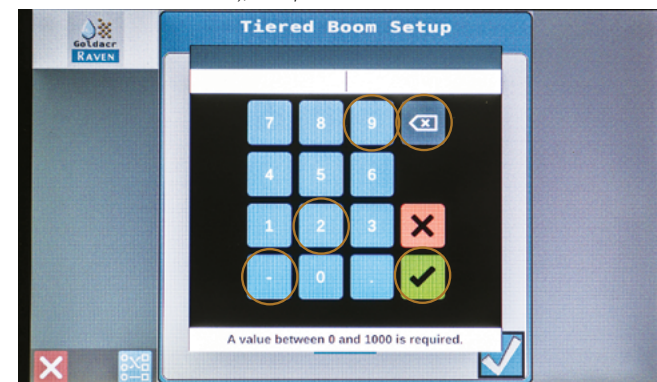 Tiered Boom Setup
Goldacr
RAVEN
7 8 9
4 5 6
1 2 3
- 0 .
A value between 0 and 1000 is required.